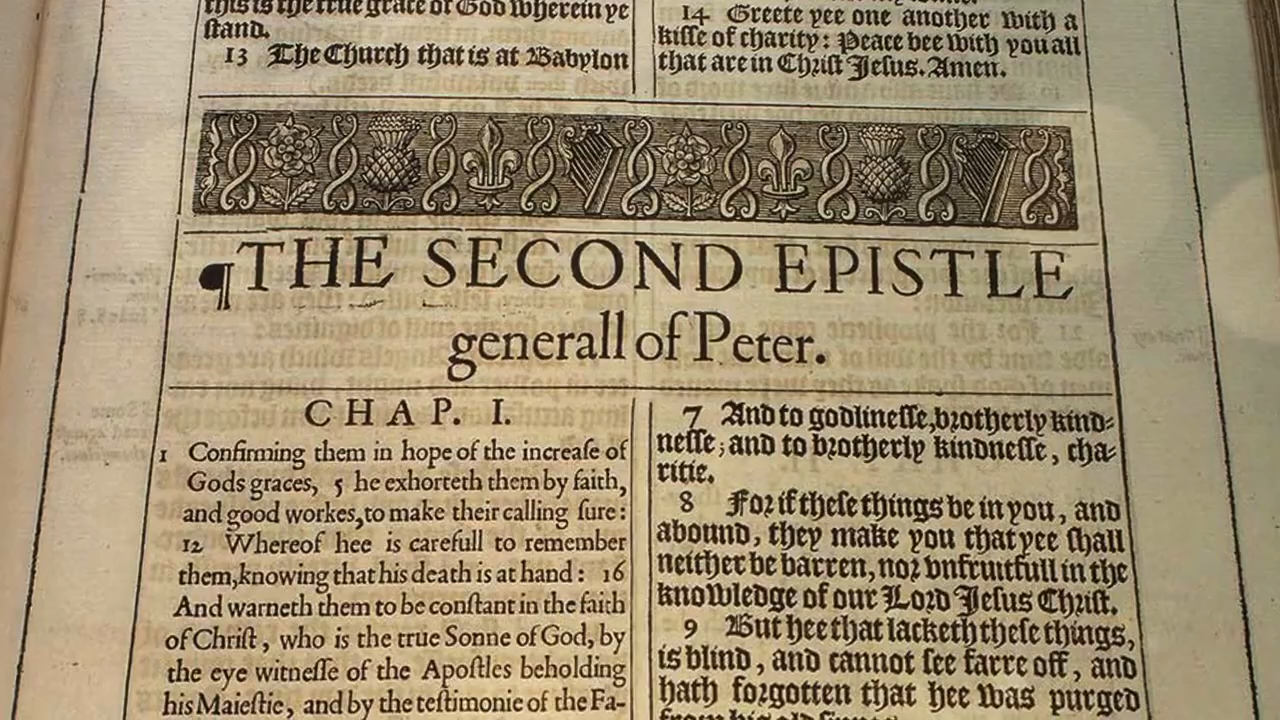 this is the true grace of God wherein ye
stand.
13 The Church that is at Babylon
14 Greete yee one another with a
kisse of charity: Peace bee with you all
that are in Christ Jesus. Amen.
¶ THE SECOND EPISTLE
generall of Peter.
CHAP. I.
1 Confirming them in hope of the increase of
Gods graces, 5 he exhorteth them by faith,
and good workes, to make their calling sure:
12 Whereof hee is carefull to remember
them, knowing that his death is at hand: 16
And warneth them to be constant in the faith
of Christ, who is the true Sonne of God, by
the eye witnesse of the Apostles beholding
his Maiestie, and by the testimonie of the Fa-
7 And to godlinesse, brotherly kind-
nesse; and to brotherly kindnesse, cha-
ritie.
8 For if these things be in you, and
abound, they make you that yee shall
neither be barren, nor vnfruitfull in the
knowledge of our Lord Jesus Christ.
9 But hee that lacketh these things,
is blind, and cannot see farre off, and
hath forgotten that hee was purged
from his old sinnes.